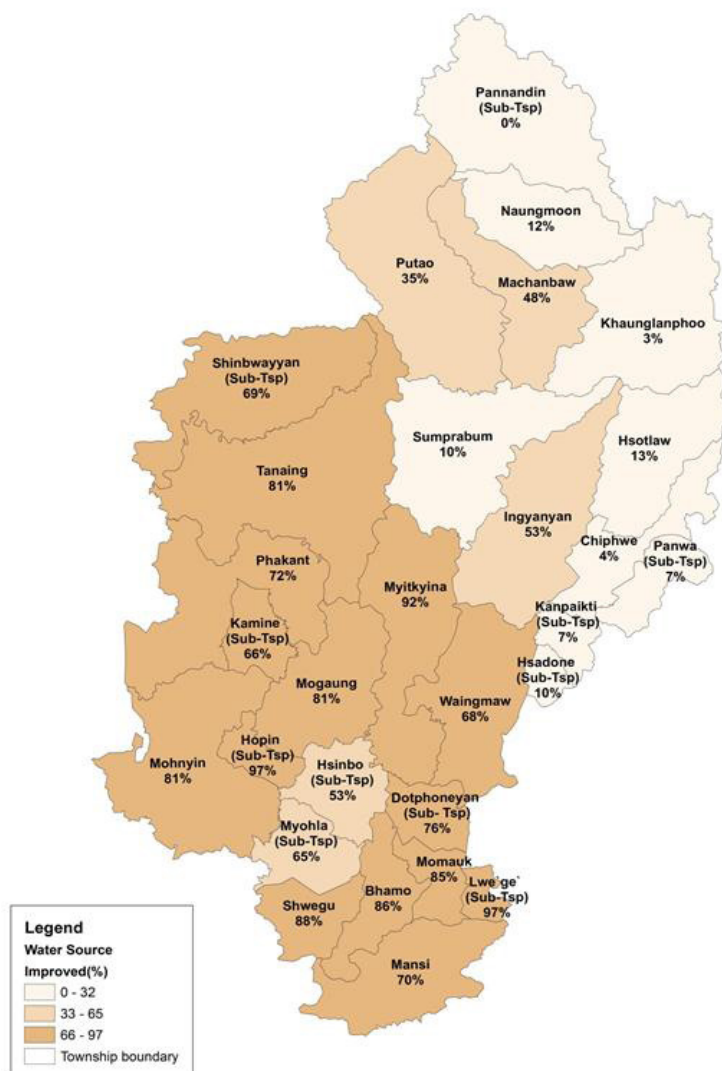 Pannandin
(Sub-Tsp)
0%
Naungmoon
12%
Putao
35%
Machanbaw
48%
Khaunglanphoo
3%
Shinbwayyan
(Sub-Tsp)
69%
Sumprabum
10%
Hsotlaw
13%
Tanaing
81%
Ingyanyan
53%
Chiphwe
4%
Panwa
(Sub-Tsp)
7%
Phakant
72%
Myitkyina
92%
Kanpaikti
(Sub-Tsp)
7%
Kamine
(Sub-Tsp)
66%
Hsadone
(Sub-Tsp)
10%
Mogaung
81%
Waingmaw
68%
Hopin
(Sub-Tsp)
97%
Mohnyin
81%
Hsinbo
(Sub-Tsp)
53%
Dotphoneyan
(Sub- Tsp)
76%
Myohla
(Sub-Tsp)
65%
Momauk
85%
Lwe`ge`
(Sub-Tsp)
97%
Bhamo
86%
Shwegu
88%
Mansi
70%
Legend
Water Source
Improved(%)
0 - 32
33 - 65
66 - 97
Township boundary